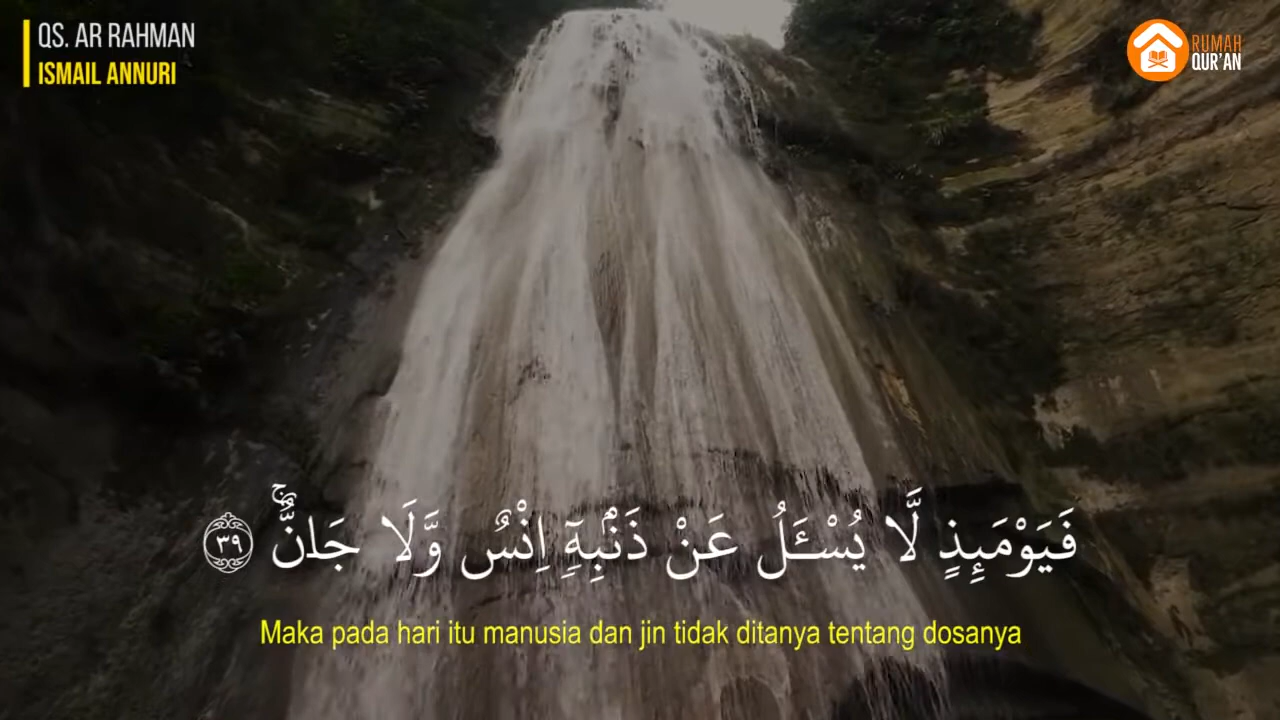 QS. AR RAHMAN
ISMAIL ANNURI
RUMAH
QUR'AN
فَيَوْمَىِٕذٍ لَّا يُسْـَٔلُ عَنْ ذَنْۢبِهٖٓ اِنْسٌ وَّلَا جَاۤنٌّۚ ۝٣٩
Maka pada hari itu manusia dan jin tidak ditanya tentang dosanya